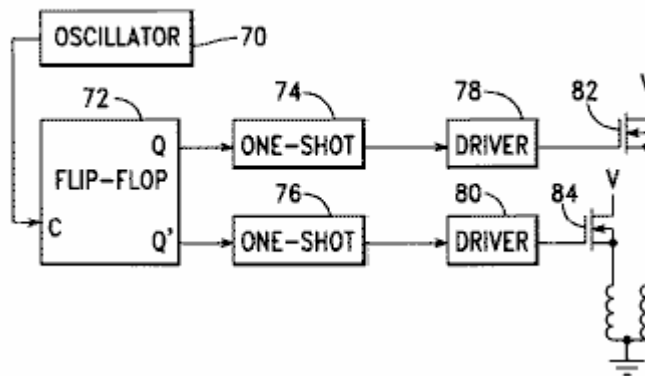 OSCILLATOR 70
72 74 78 82 V
Q ONE-SHOT DRIVER
FLIP-FLOP
76 80 84 V
C Q' ONE-SHOT DRIVER